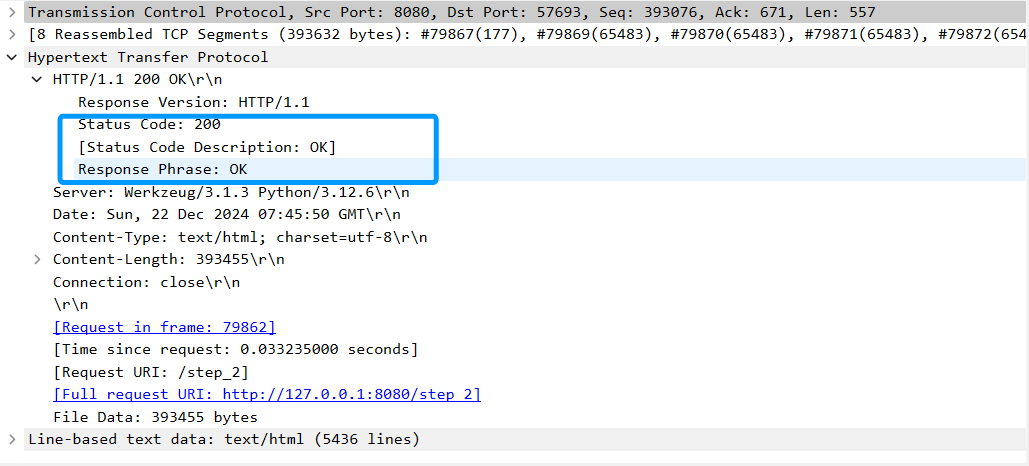 Transmission Control Protocol, Src Port: 8080, Dst Port: 57693, Seq: 393076, Ack: 671, Len: 557
[8 Reassembled TCP Segments (393632 bytes): #79867(177), #79869(65483), #79870(65483), #79871(65483), #79872(654
Hypertext Transfer Protocol
HTTP/1.1 200 OK\r\n
Response Version: HTTP/1.1
Status Code: 200
[Status Code Description: OK]
Response Phrase: OK
Server: Werkzeug/3.1.3 Python/3.12.6\r\n
Date: Sun, 22 Dec 2024 07:45:50 GMT\r\n
Content-Type: text/html; charset=utf-8\r\n
Content-Length: 393455\r\n
Connection: close\r\n
\r\n
[Request in frame: 79862]
[Time since request: 0.033235000 seconds]
[Request URI: /step_2]
[Full request URI: http://127.0.0.1:8080/step_2]
File Data: 393455 bytes
Line-based text data: text/html (5436 lines)